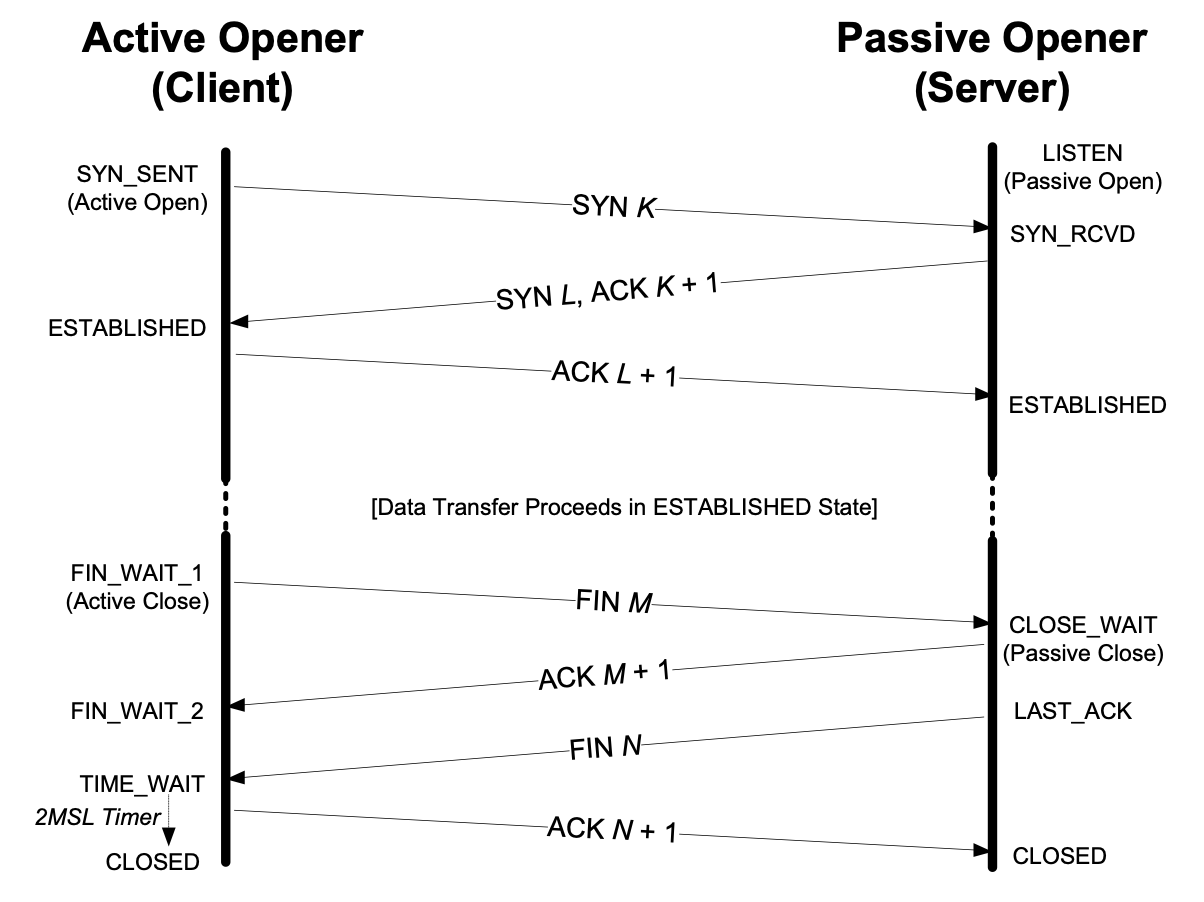 Active Opener
(Client)
Passive Opener
(Server)
SYN_SENT
(Active Open)
LISTEN
(Passive Open)
SYN K
SYN_RCVD
SYN L, ACK K + 1
ESTABLISHED
ACK L + 1
ESTABLISHED
[Data Transfer Proceeds in ESTABLISHED State]
FIN_WAIT_1
(Active Close)
FIN M
CLOSE_WAIT
(Passive Close)
ACK M + 1
FIN_WAIT_2
LAST_ACK
FIN N
TIME_WAIT
2MSL Timer
ACK N + 1
CLOSED
CLOSED